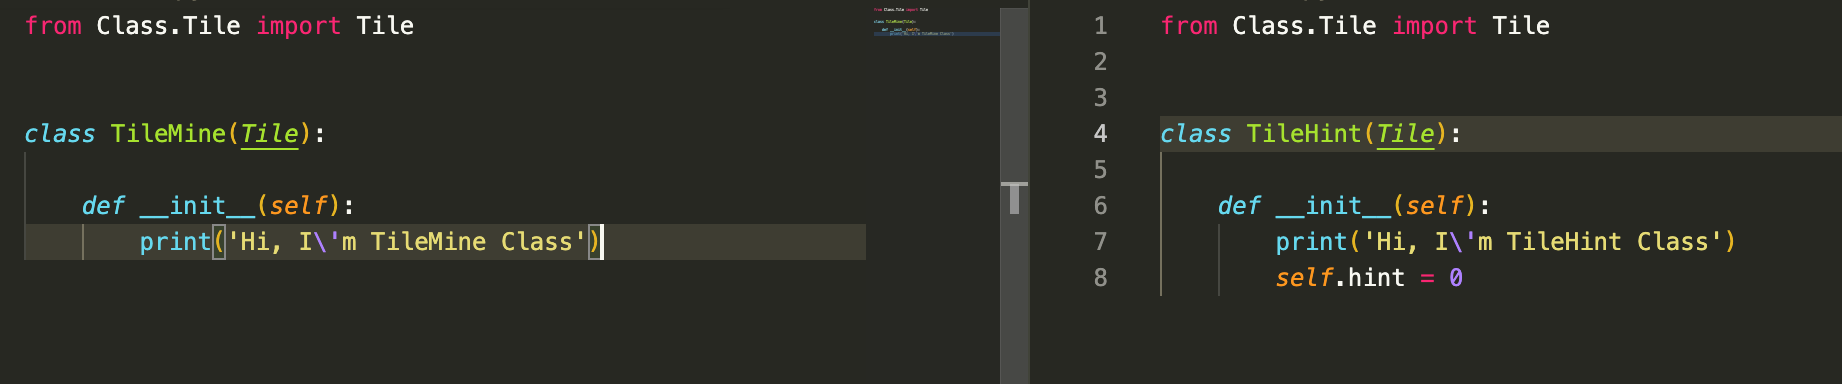 from Class.Tile import Tile
class TileMine(Tile):
def __init__(self):
print('Hi, I\'m TileMine Class')
1 from Class.Tile import Tile
2
3
4 class TileHint(Tile):
5
6 def __init__(self):
7 print('Hi, I\'m TileHint Class')
8 self.hint = 0